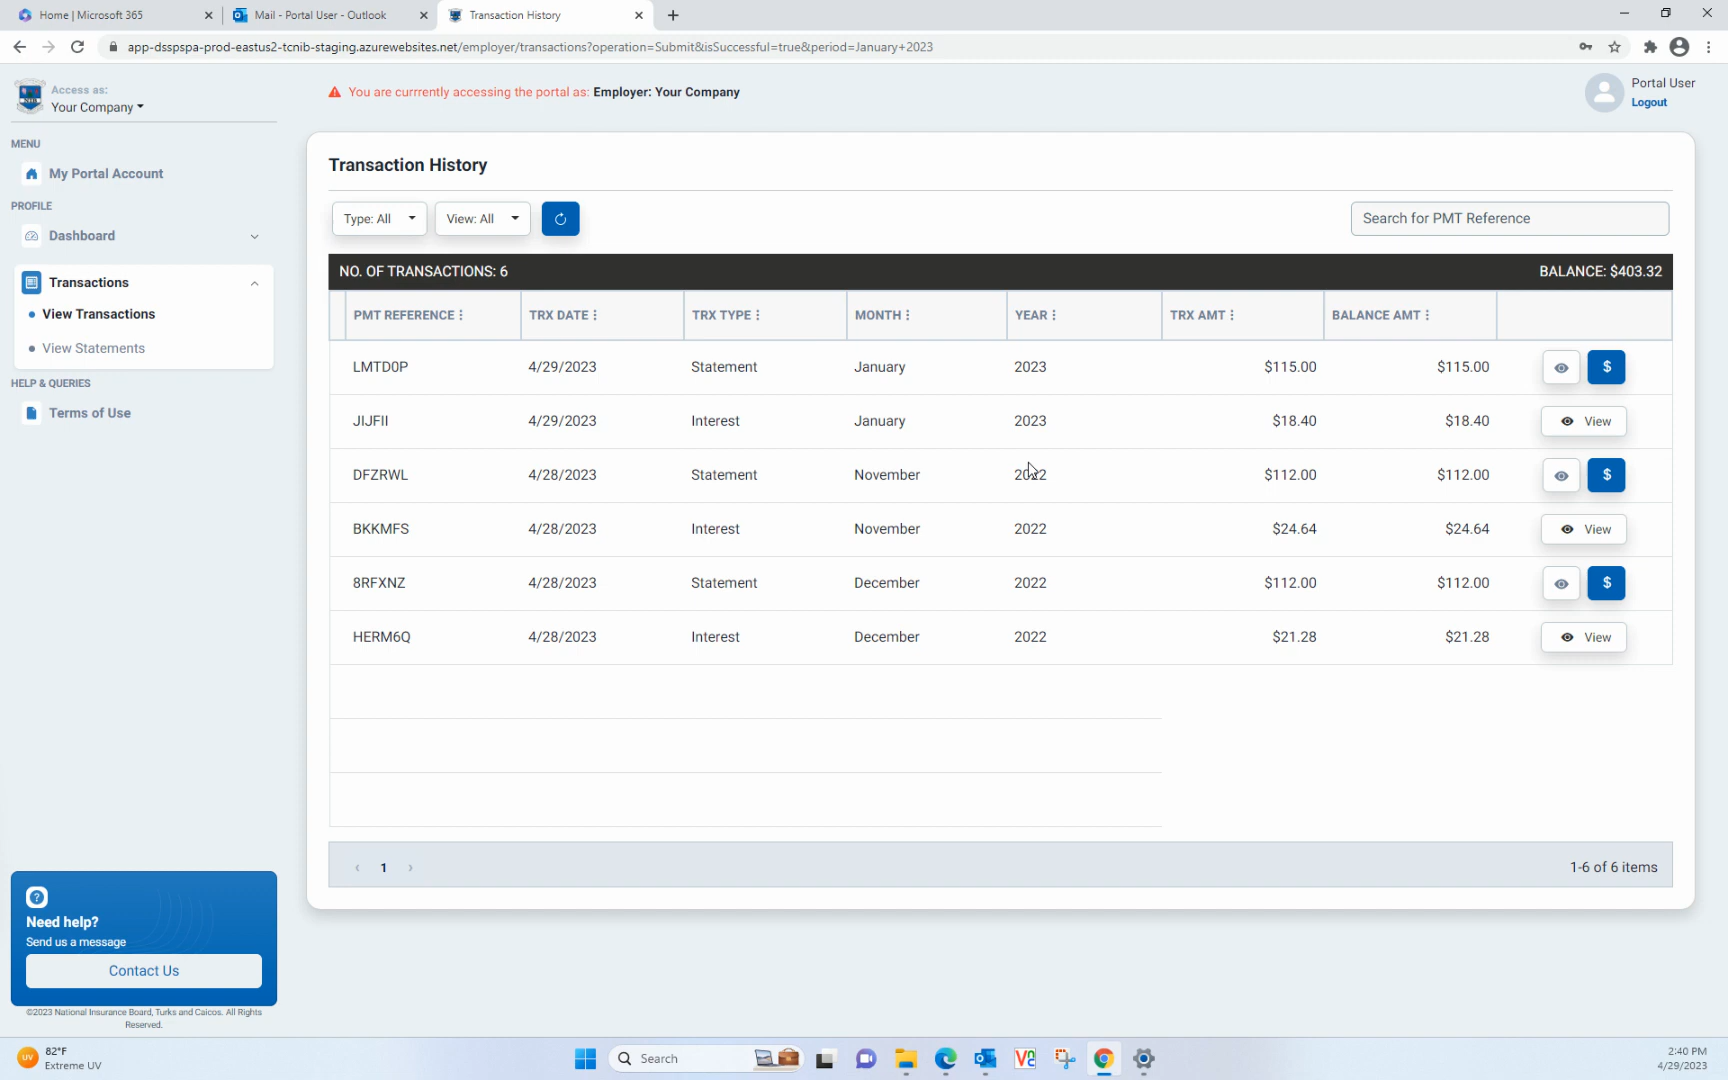 Home | Microsoft 365
Mail - Portal User - Outlook
Transaction History
app-dsspspa-prod-eastus2-tcnib-staging.azurewebsites.net/employer/transactions?operation=Submit&isSuccessful=true&period=January+2023
Access as:
Your Company
You are currrently accessing the portal as: Employer: Your Company
Portal User
Logout
MENU
My Portal Account
PROFILE
Dashboard
Transactions
View Transactions
View Statements
HELP & QUERIES
Terms of Use
Transaction History
Type: All
View: All
Search for PMT Reference
NO. OF TRANSACTIONS: 6 BALANCE: $403.32
PMT REFERENCE TRX DATE TRX TYPE MONTH YEAR TRX AMT BALANCE AMT
LMTD0P 4/29/2023 Statement January 2023 $115.00 $115.00 $
JIJFII 4/29/2023 Interest January 2023 $18.40 $18.40 View
DFZRWL 4/28/2023 Statement November 2022 $112.00 $112.00 $
BKKMFS 4/28/2023 Interest November 2022 $24.64 $24.64 View
8RFXNZ 4/28/2023 Statement December 2022 $112.00 $112.00 $
HERM6Q 4/28/2023 Interest December 2022 $21.28 $21.28 View
1
1-6 of 6 items
?
Need help?
Send us a message
Contact Us
©2023 National Insurance Board, Turks and Caicos. All Rights
Reserved.
UV
82°F
Extreme UV
Search
2:40 PM
4/29/2023